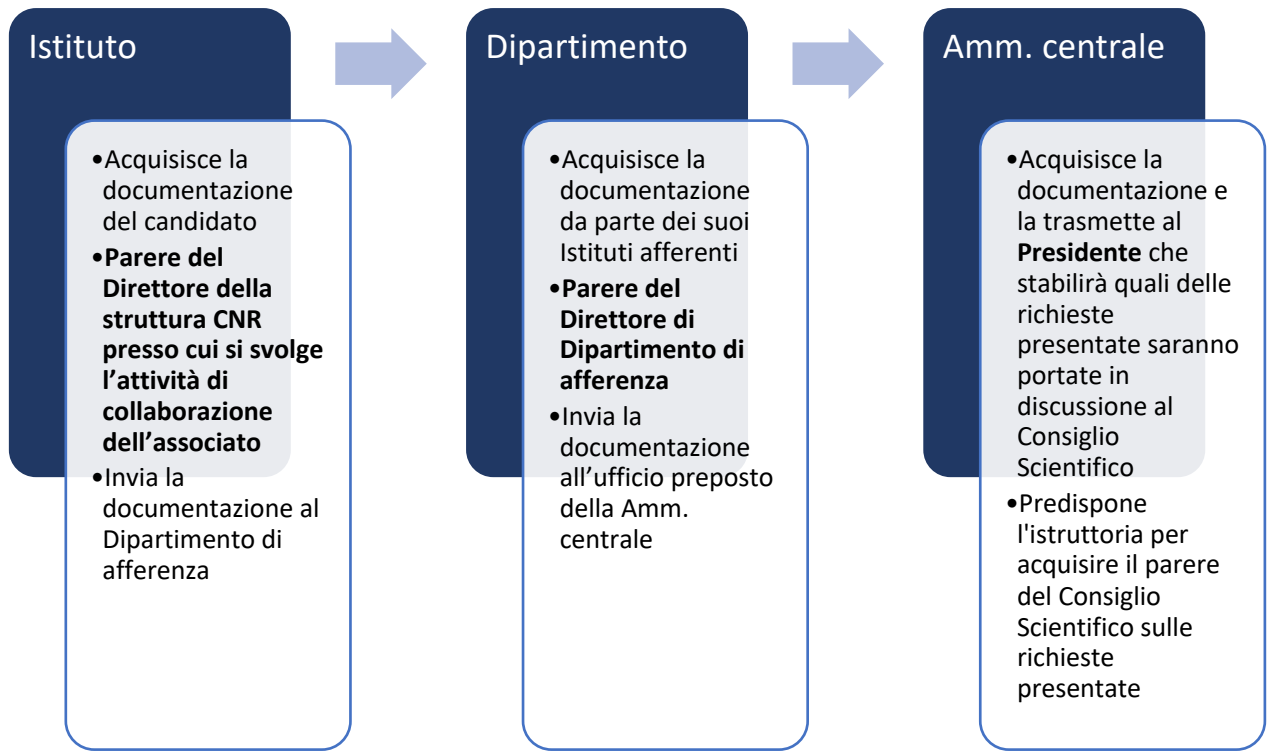 Istituto
•Acquisisce la
documentazione
del candidato
•Parere del
Direttore della
struttura CNR
presso cui si svolge
l’attività di
collaborazione
dell’associato
•Invia la
documentazione al
Dipartimento di
afferenza
Dipartimento
•Acquisisce la
documentazione
da parte dei suoi
Istituti afferenti
•Parere del
Direttore di
Dipartimento di
afferenza
•Invia la
documentazione
all’ufficio preposto
della Amm.
centrale
Amm. centrale
•Acquisisce la
documentazione e
la trasmette al
Presidente che
stabilirà quali delle
richieste
presentate saranno
portate in
discussione al
Consiglio
Scientifico
•Predispone
l'istruttoria per
acquisire il parere
del Consiglio
Scientifico sulle
richieste
presentate